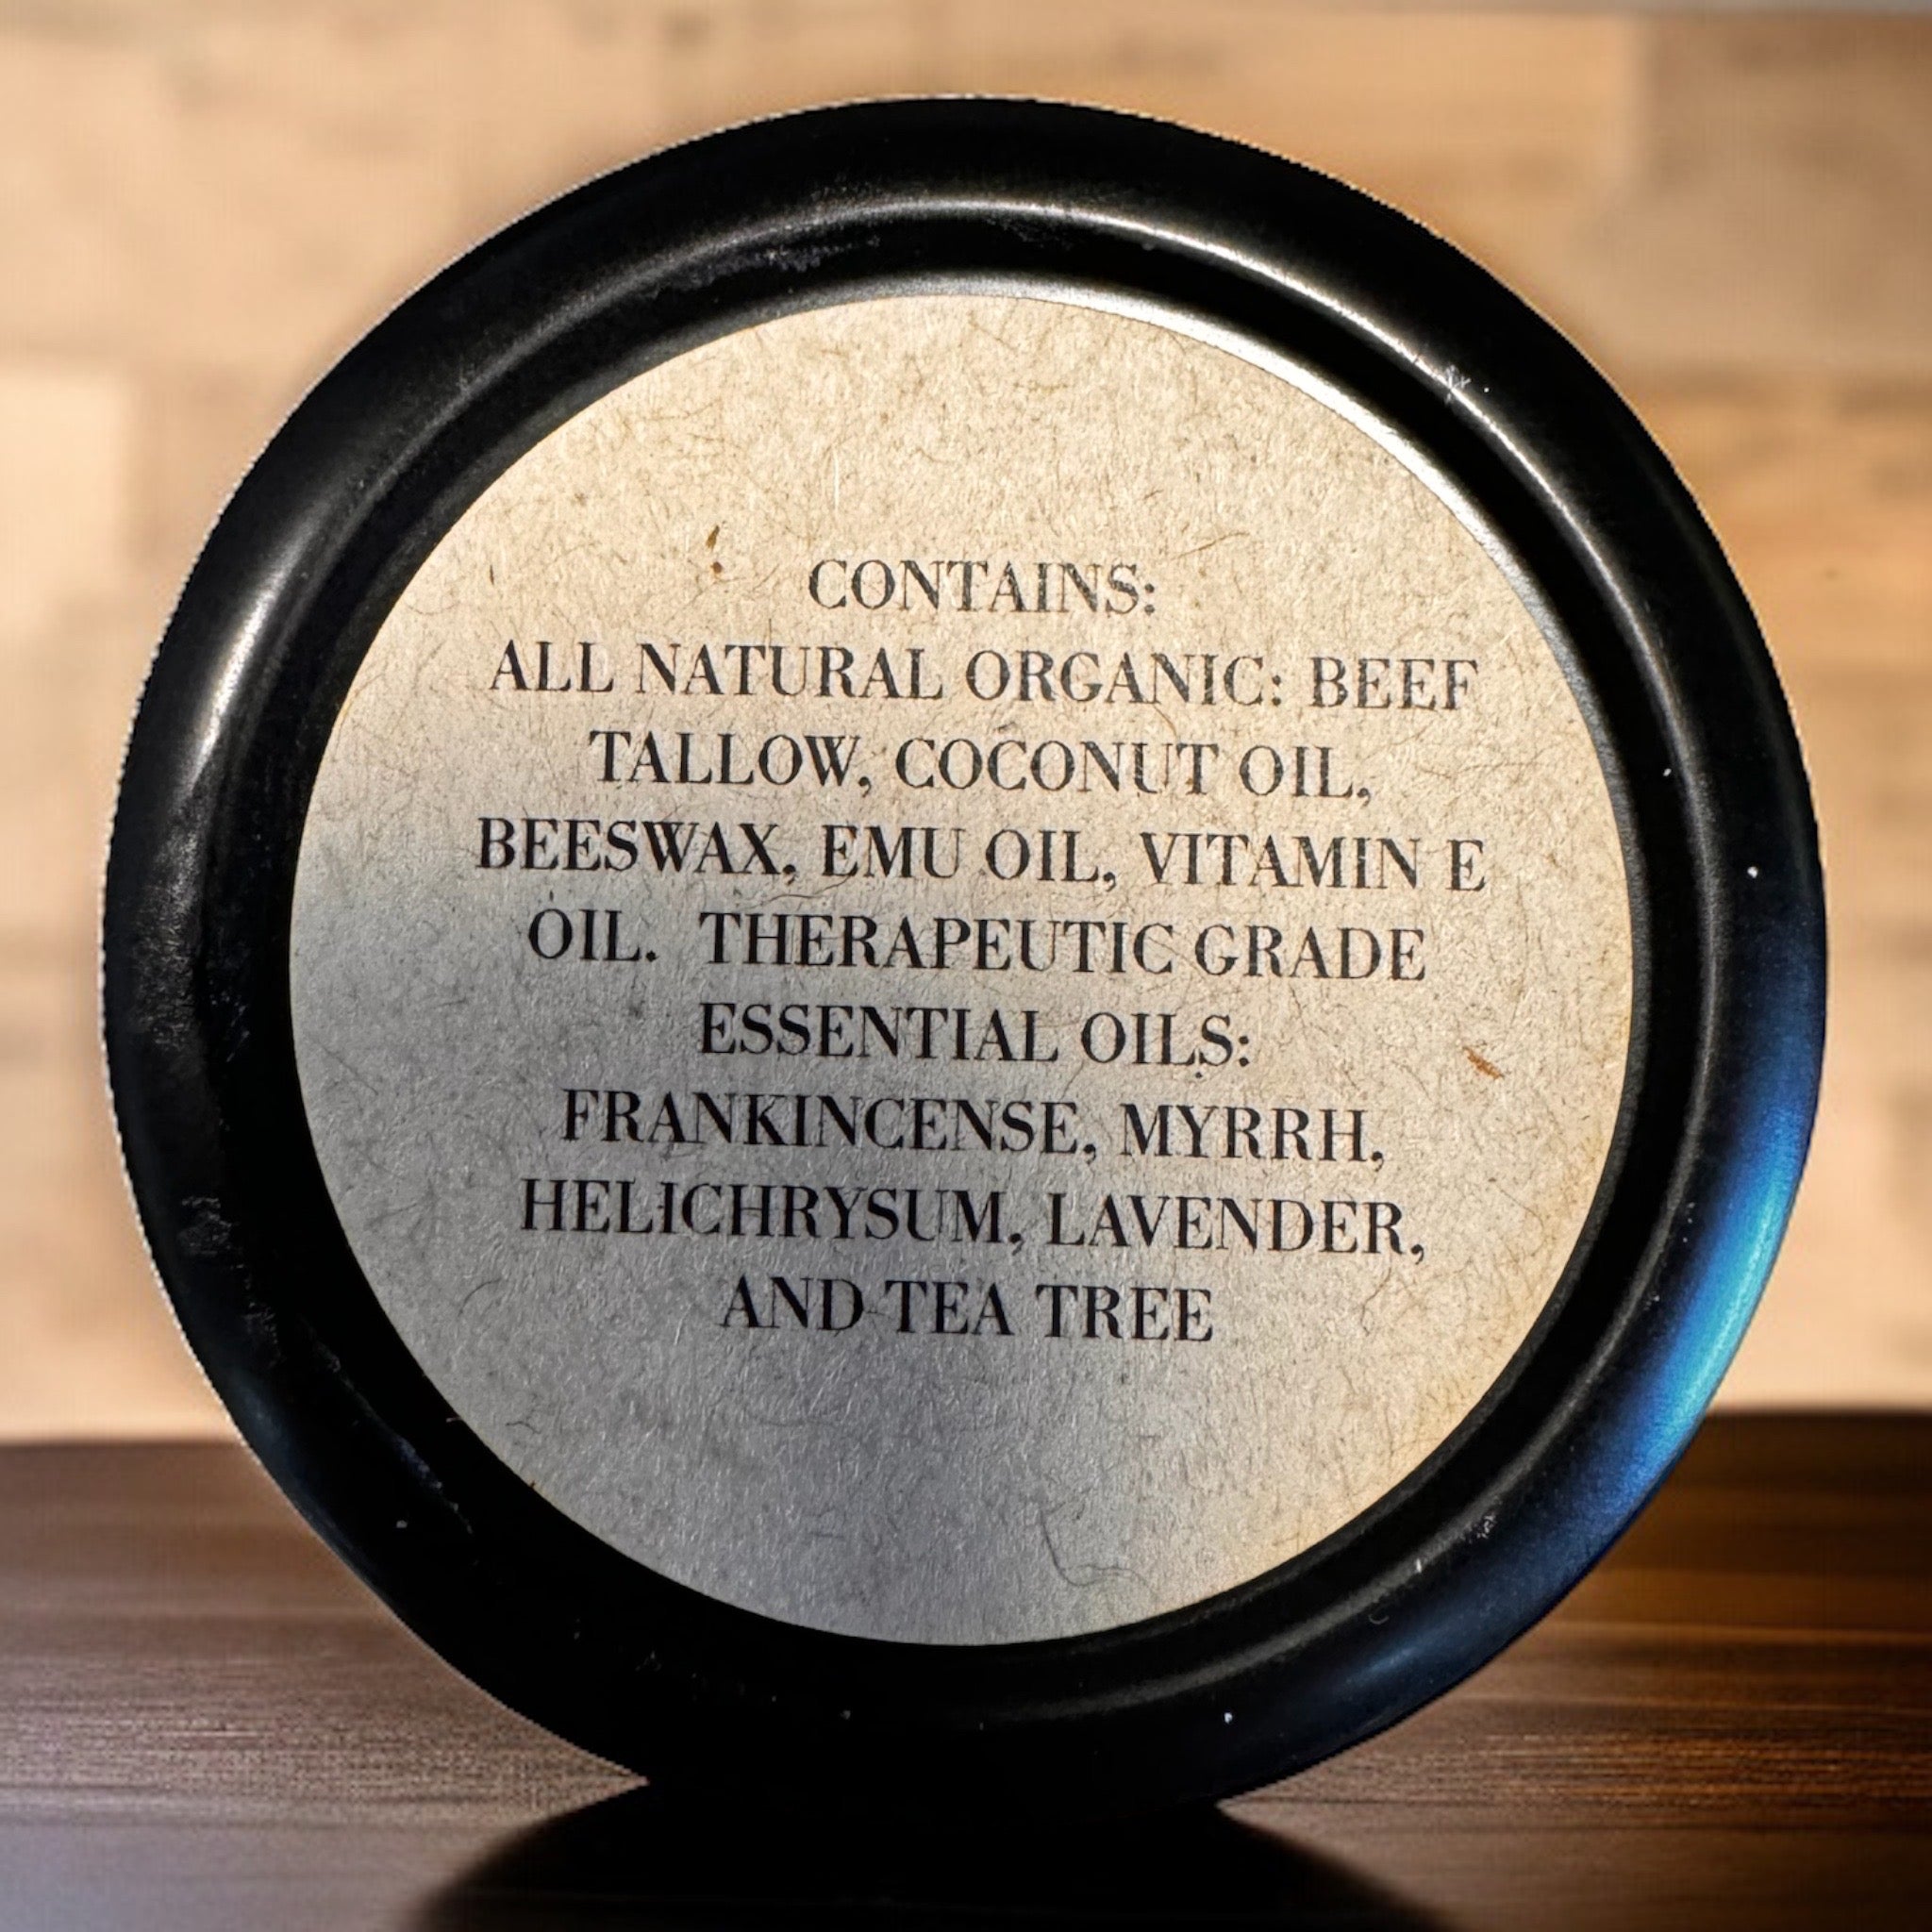 CONTAINS:
ALL NATURAL ORGANIC: BEEF
TALLOW, COCONUT OIL,
BEESWAX, EMU OIL, VITAMIN E
OIL. THERAPEUTIC GRADE
ESSENTIAL OILS:
FRANKINCENSE, MYRRH,
HELICHRYSUM, LAVENDER,
AND TEA TREE